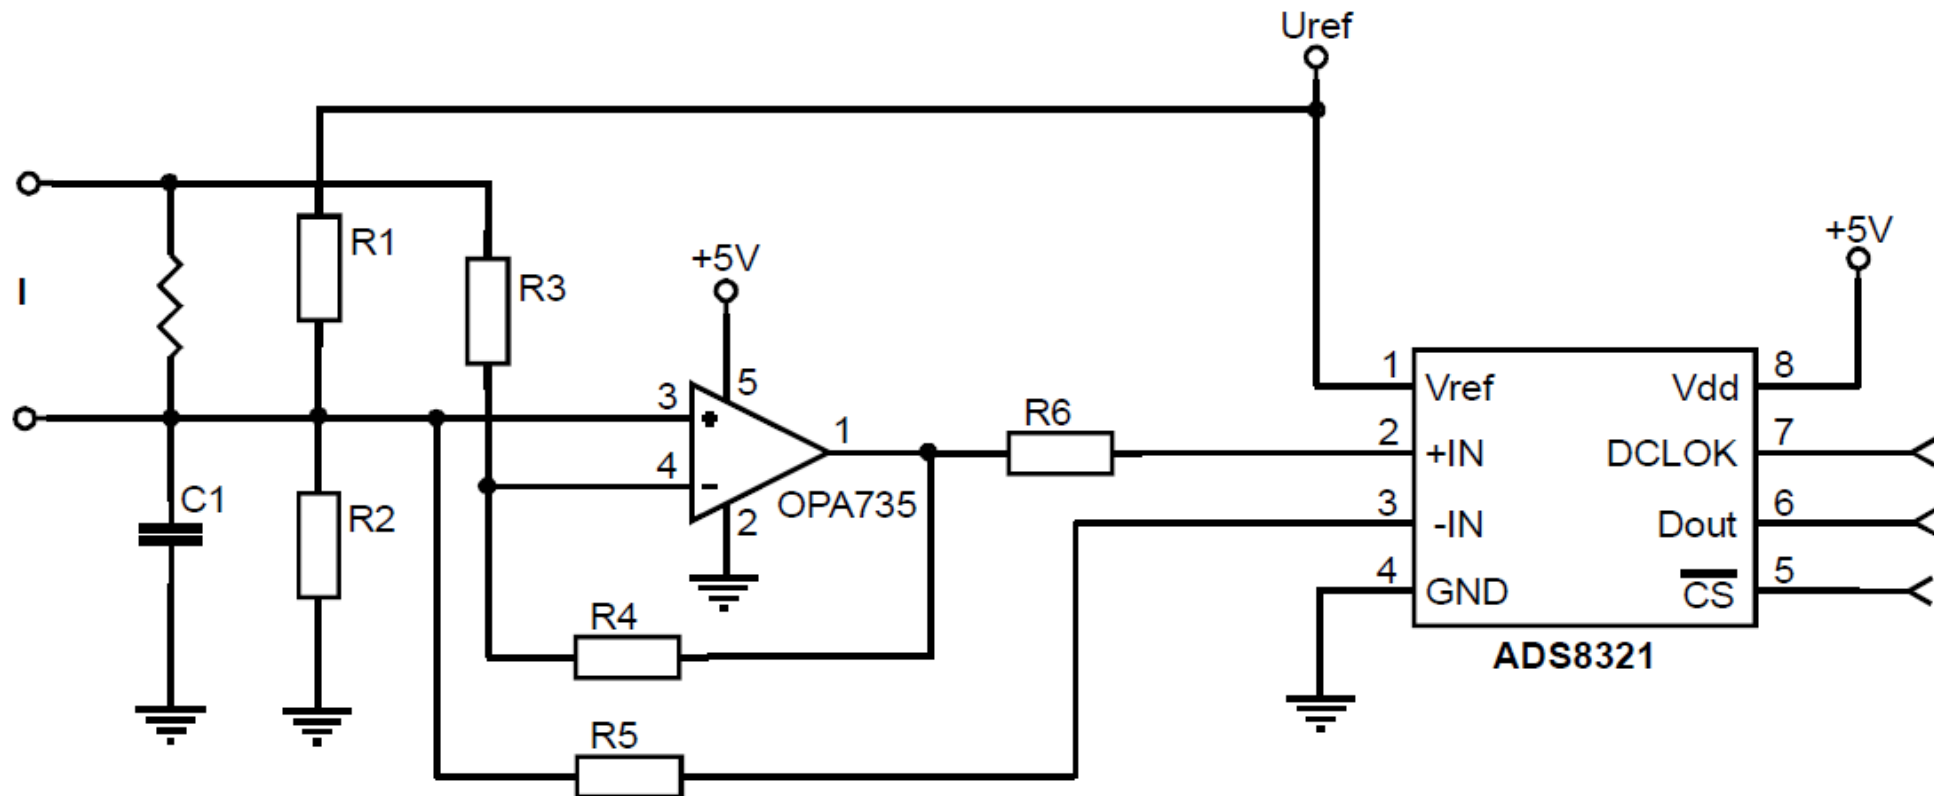 Uref
R1
+5V
+5V
R3
I
3
5
1
8
Vref
Vdd
R6
1
2
7
+IN
DCLOK
4
C1
R2
2
OPA735
3
6
-IN
Dout
4
5
GND
CS
R4
ADS8321
R5